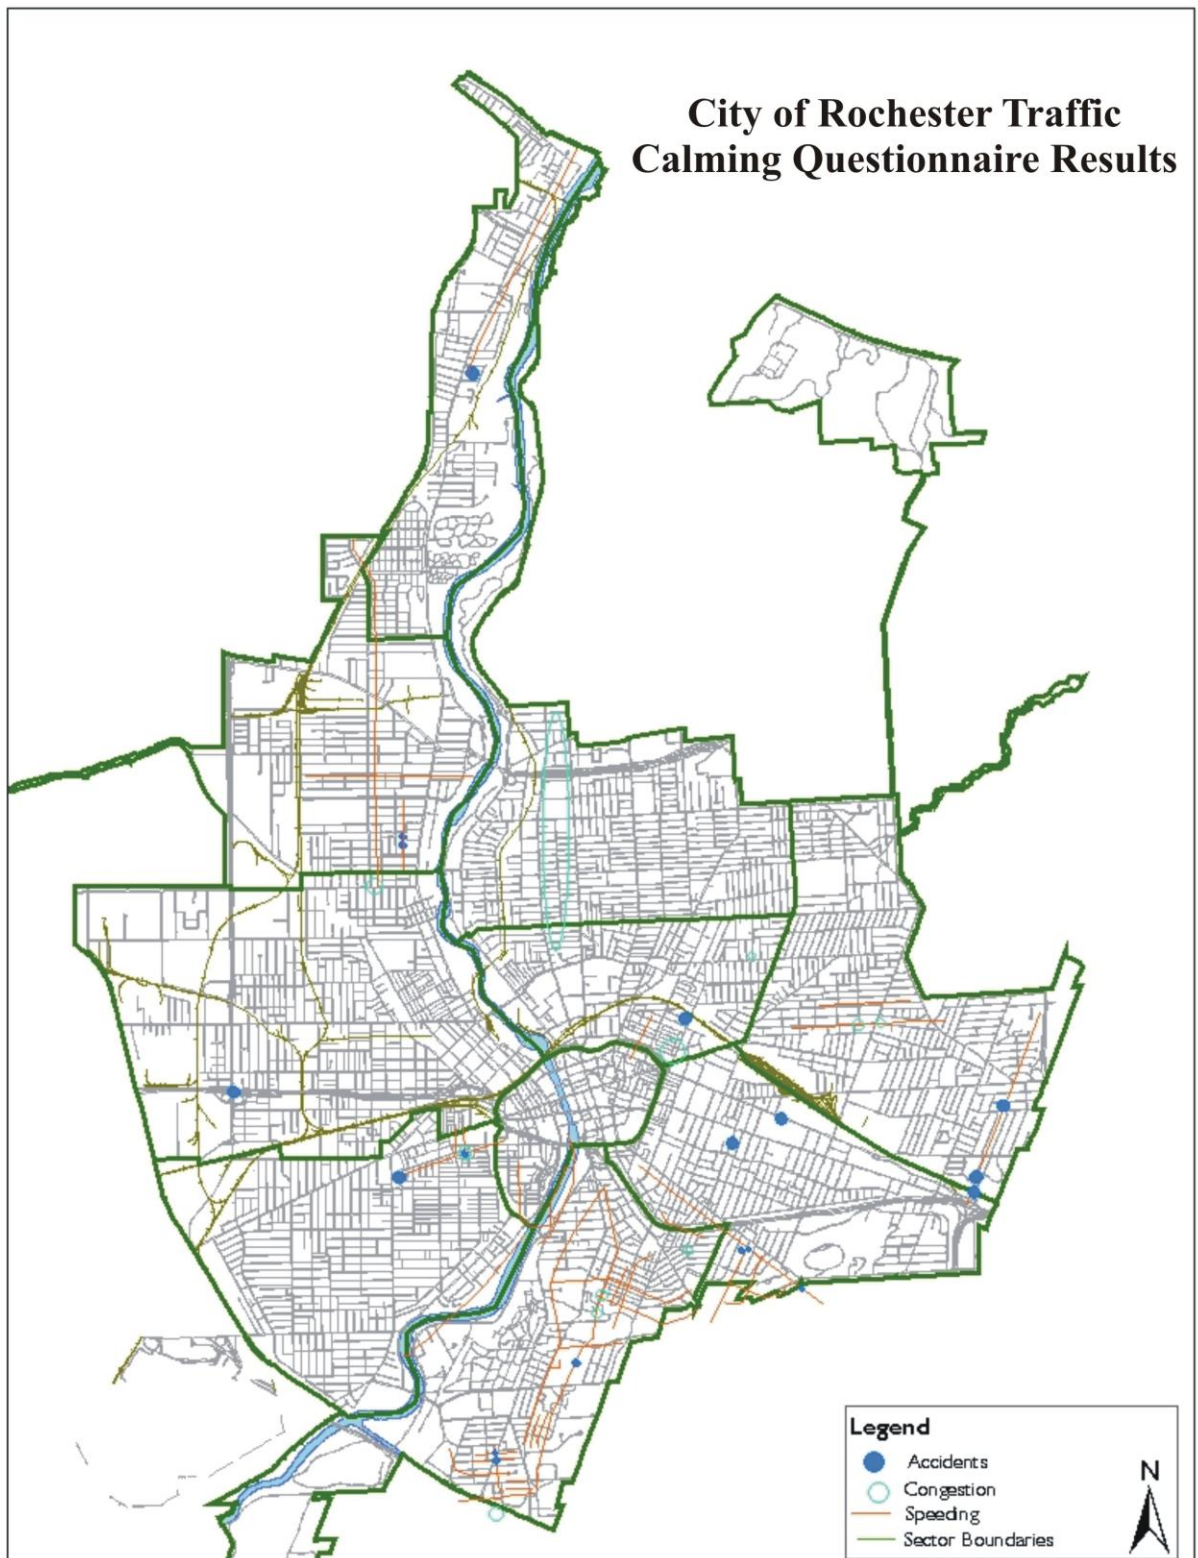 City of Rochester Traffic
Calming Questionnaire Results
Legend
Accidents
Congestion
Speeding
Sector Boundaries
N